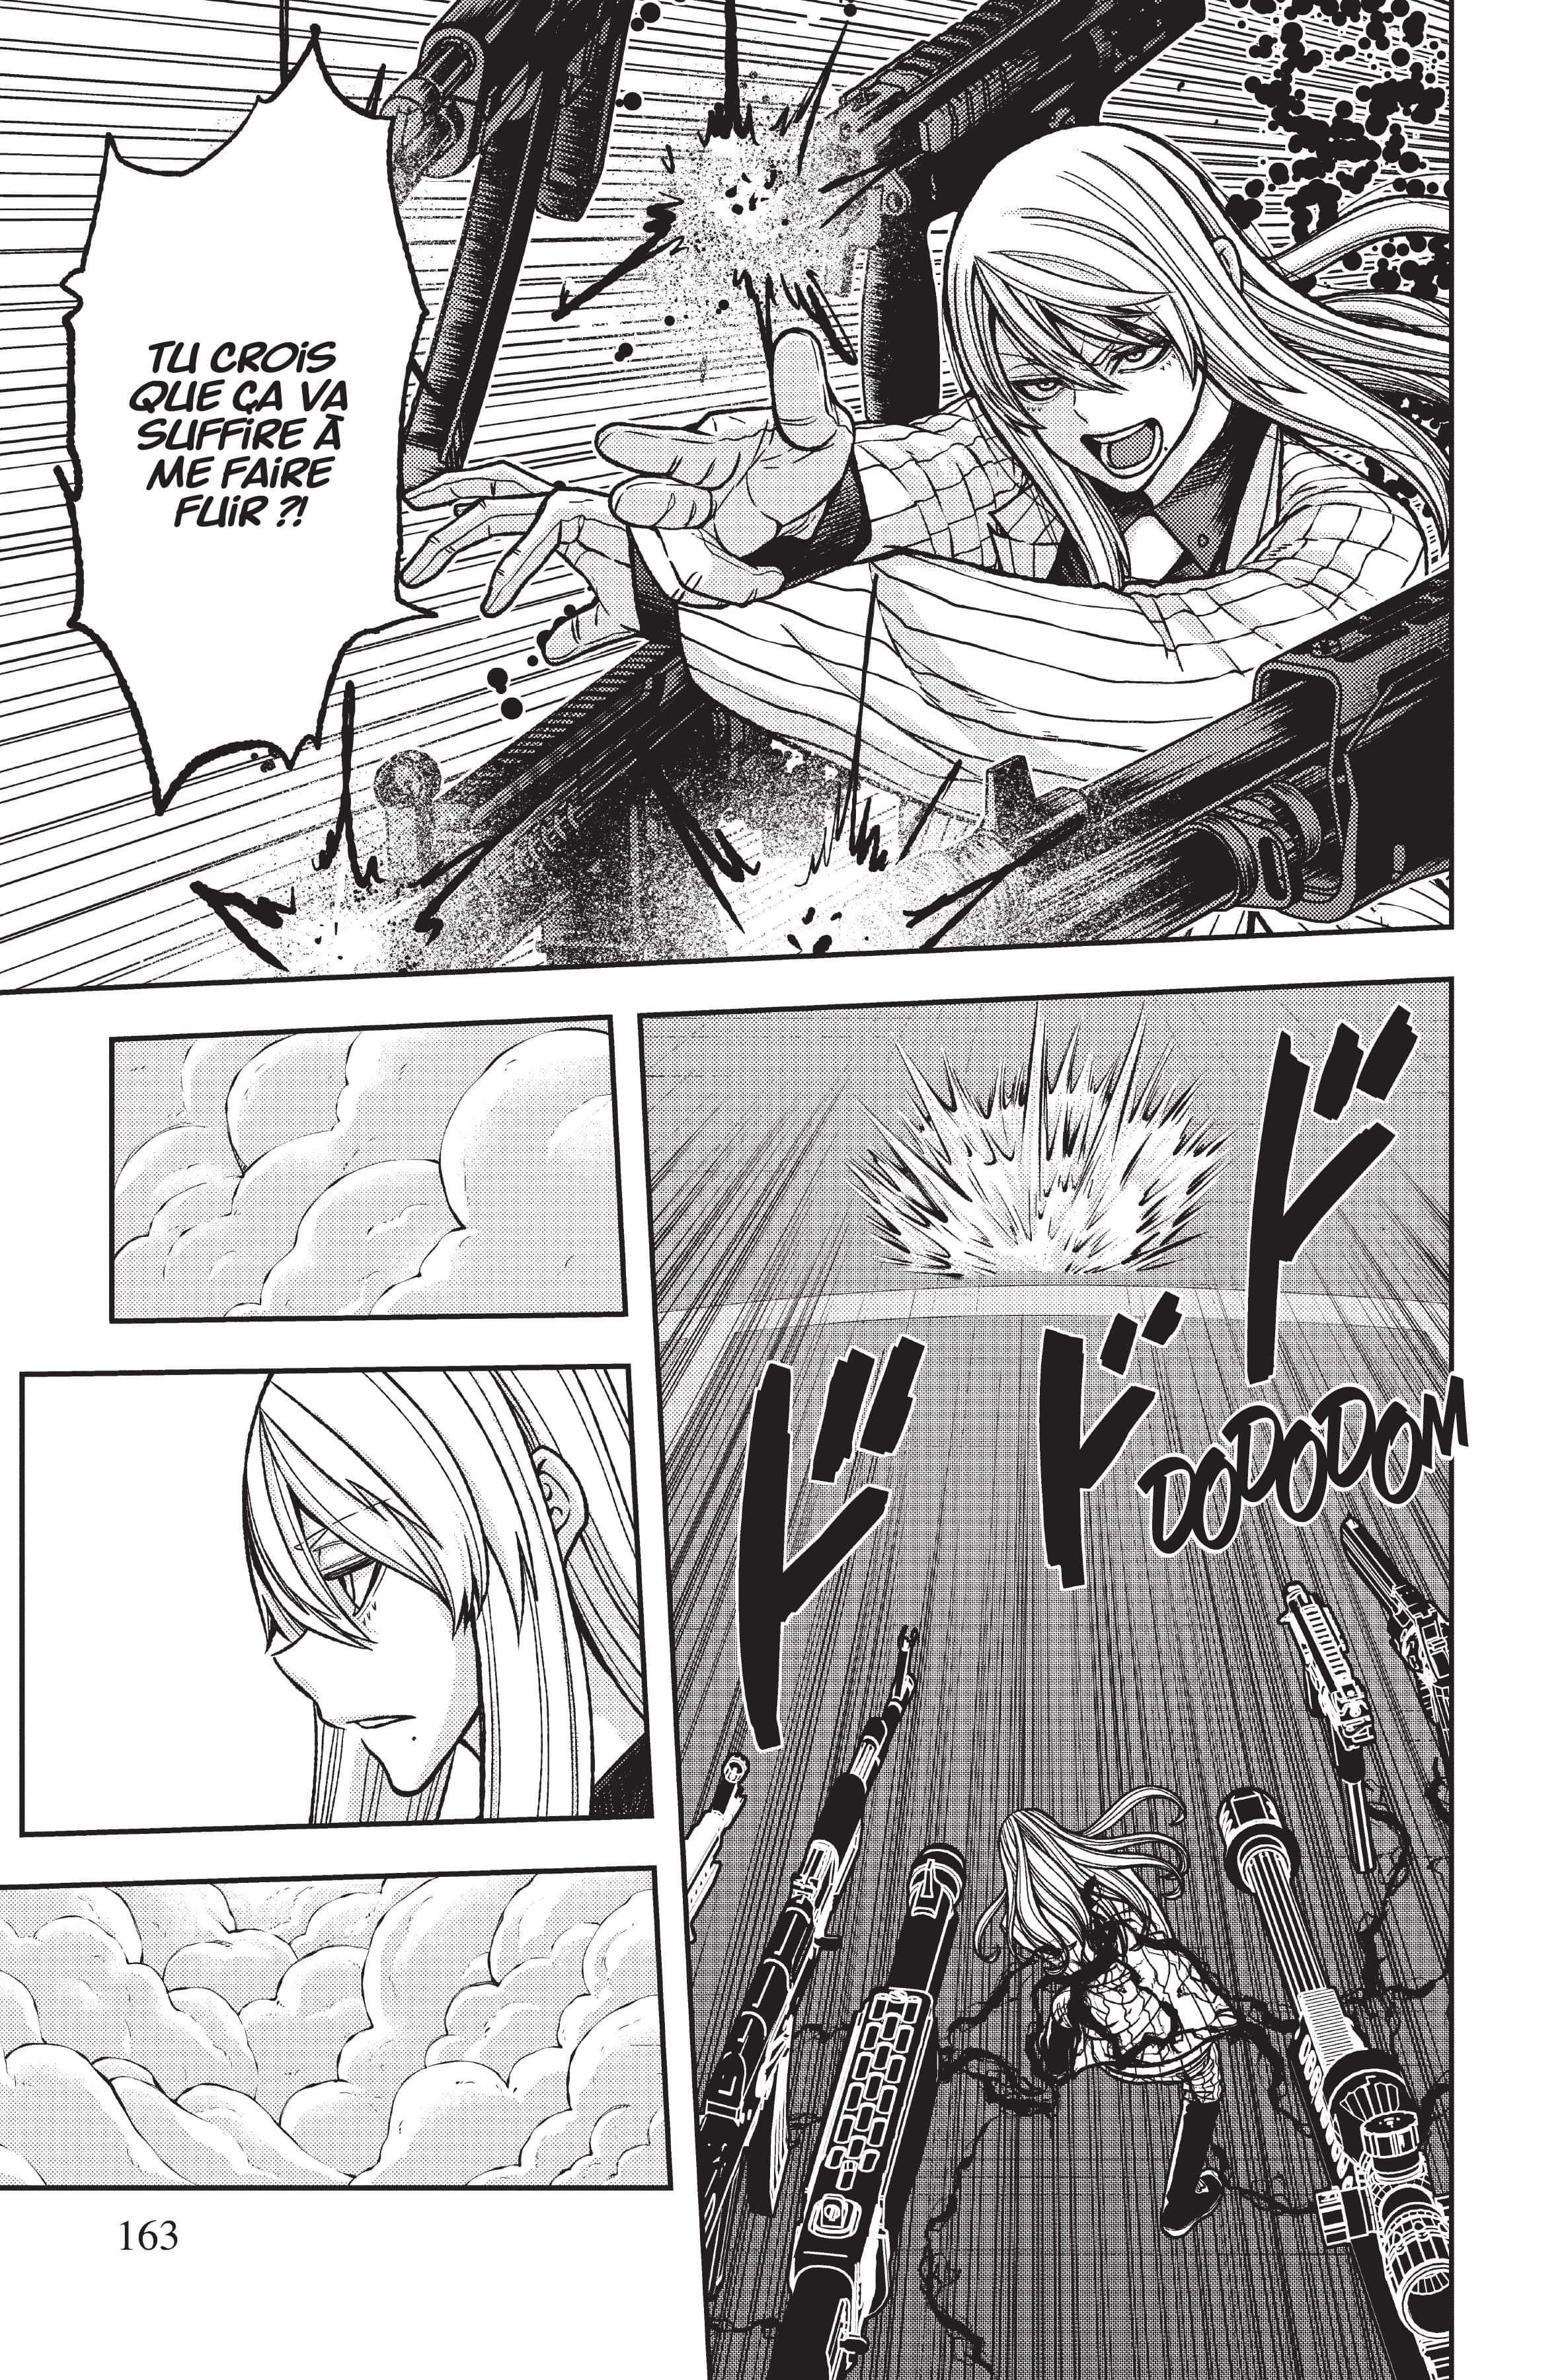 TU CROIS
QUE ÇA VA
SUFFIRE À
ME FAIRE
FUIR ?!
ド
ド
ド
DODODOM
163